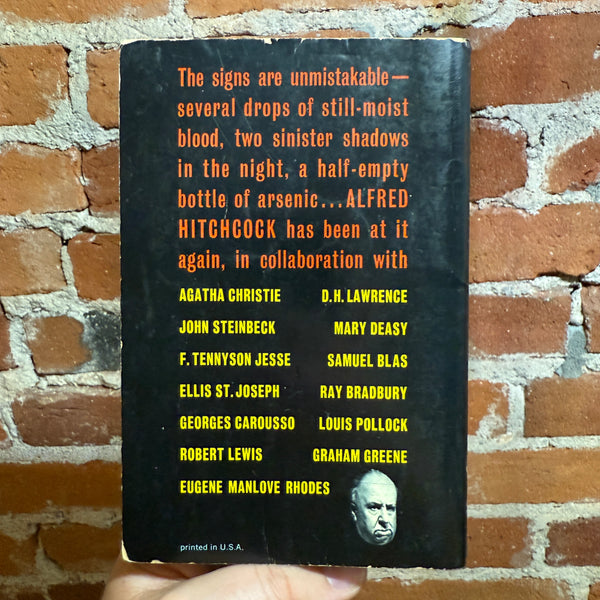 The signs are unmistakable—
several drops of still-moist
blood, two sinister shadows
in the night, a half-empty
bottle of arsenic...ALFRED
HITCHCOCK has been at it
again, in collaboration with
AGATHA CHRISTIE D.H. LAWRENCE
JOHN STEINBECK MARY DEASY
F. TENNYSON JESSE SAMUEL BLAS
ELLIS ST. JOSEPH RAY BRADBURY
GEORGES CAROUSSO LOUIS POLLOCK
ROBERT LEWIS GRAHAM GREENE
EUGENE MANLOVE RHODES
printed in U.S.A.